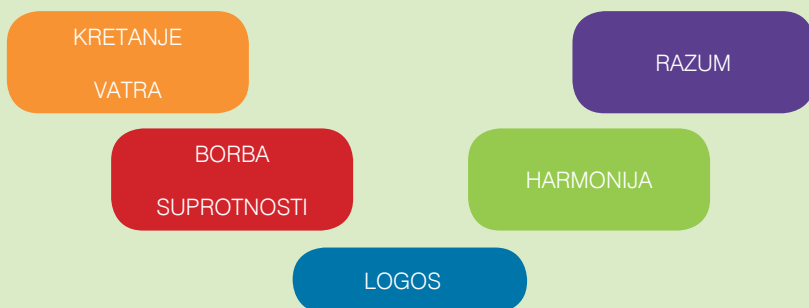 KRETANJE
VATRA
RAZUM
BORBA
SUPROTNOSTI
HARMONIJA
LOGOS